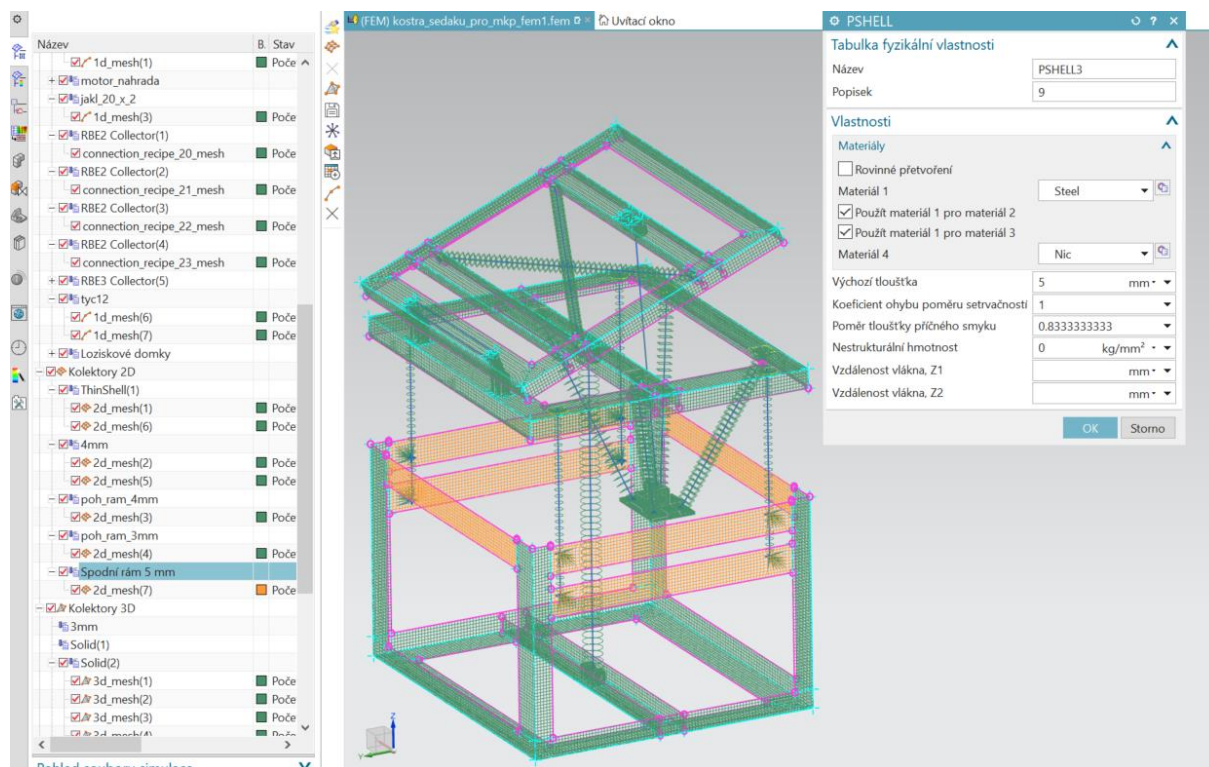 (FEM) kostra_sedaku_pro_mkp_fem1.fem
Uvítací okno
Název B. Stav
1d_mesh(1) Poče
motor_nahrada
jakl_20_x_2
1d_mesh(3) Poče
RBE2 Collector(1)
connection_recipe_20_mesh Poče
RBE2 Collector(2)
connection_recipe_21_mesh Poče
RBE2 Collector(3)
connection_recipe_22_mesh Poče
RBE2 Collector(4)
connection_recipe_23_mesh Poče
RBE3 Collector(5)
tyc12
1d_mesh(6) Poče
1d_mesh(7) Poče
Loziskové domky
Kolektory 2D
ThinShell(1)
2d_mesh(1) Poče
2d_mesh(6) Poče
4mm
2d_mesh(2) Poče
2d_mesh(5) Poče
poh_ram_4mm
2d_mesh(3) Poče
poh_ram_3mm
2d_mesh(4) Poče
Spodní rám 5 mm
2d_mesh(7) Poče
Kolektory 3D
3mm
Solid(1)
Solid(2)
3d_mesh(1) Poče
3d_mesh(2) Poče
3d_mesh(3) Poče
3d_mesh(4) Poče
Z
Y
PSHELL
Tabulka fyzikální vlastnosti
Název PSHELL3
Popisek 9
Vlastnosti
Materiály
Rovinné přetvoření
Materiál 1 Steel
Použít materiál 1 pro materiál 2
Použít materiál 1 pro materiál 3
Materiál 4 Nic
Výchozí tloušťka 5 mm
Koeficient ohybu poměru setrvačnosti 1
Poměr tloušťky příčného smyku 0.8333333333
Nestrukturální hmotnost 0 kg/mm²
Vzdálenost vlákna, Z1 mm
Vzdálenost vlákna, Z2 mm
OK Storno